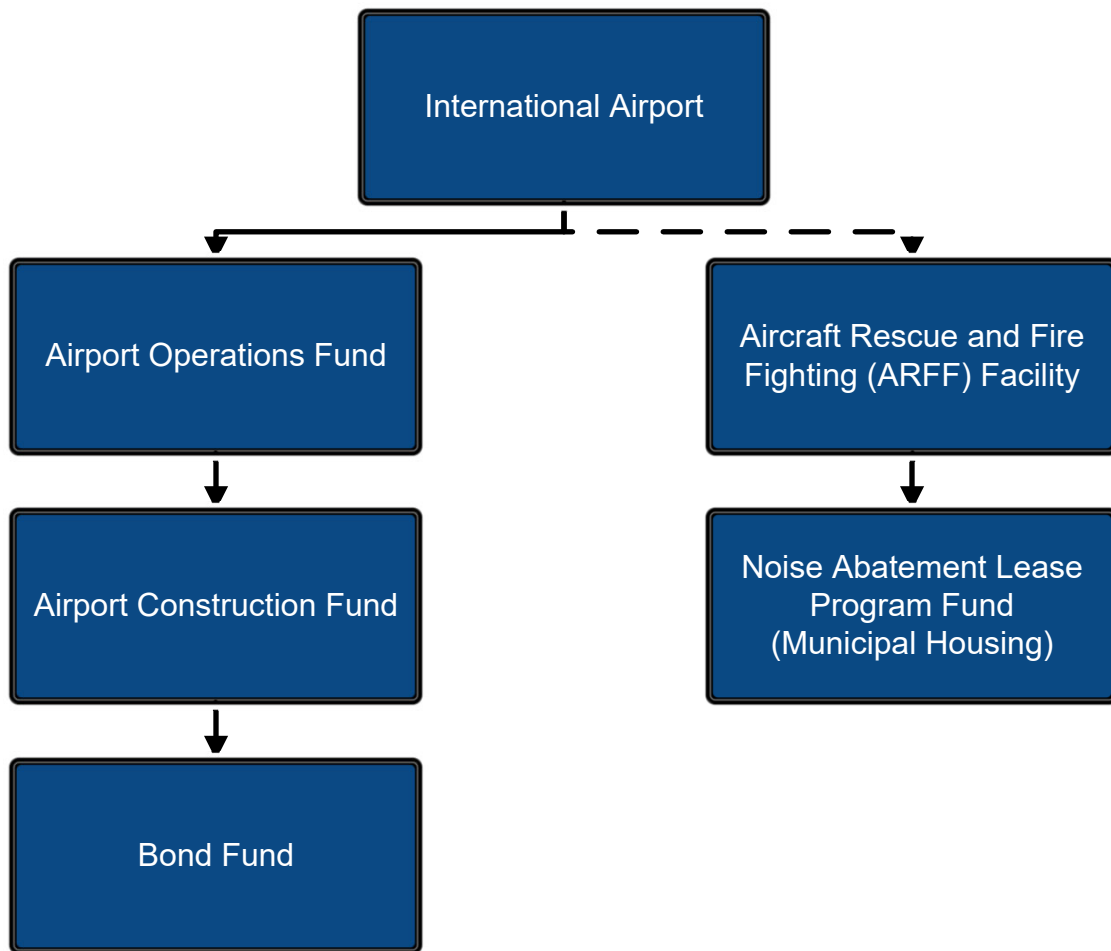 International Airport
Airport Operations Fund
Aircraft Rescue and Fire
Fighting (ARFF) Facility
Airport Construction Fund
Noise Abatement Lease
Program Fund
(Municipal Housing)
Bond Fund